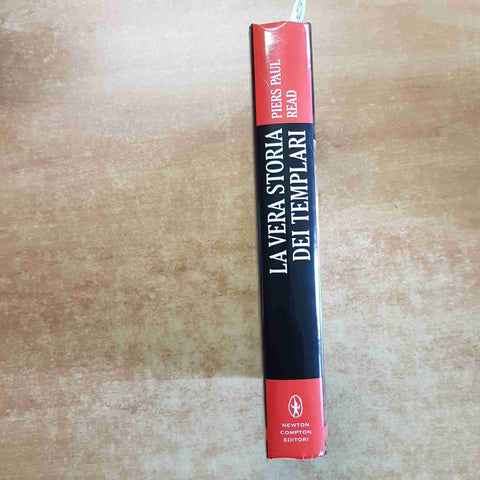 PIERS PAUL
READ
LA VERA STORIA
DEI TEMPLARI
NEWTON
COMPTON
EDITORI